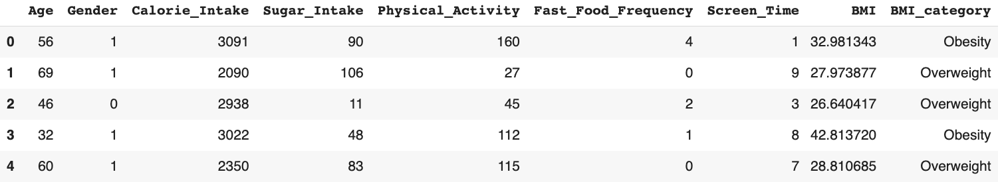 Age Gender Calorie_Intake Sugar_Intake Physical_Activity Fast_Food_Frequency Screen_Time BMI BMI_category
0 56 1 3091 90 160 4 1 32.981343 Obesity
1 69 1 2090 106 27 0 9 27.973877 Overweight
2 46 0 2938 11 45 2 3 26.640417 Overweight
3 32 1 3022 48 112 1 8 42.813720 Obesity
4 60 1 2350 83 115 0 7 28.810685 Overweight